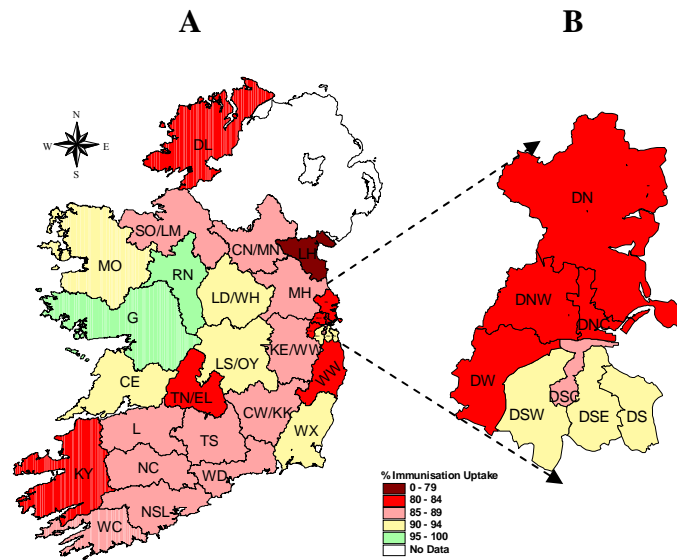 A
B
N
W E
S
DL
SO/LM
CN/MN
LH
MO
RN
LD/WH
MH
G
LS/OY
KE/WW
WW
CE
TN/EL
CW/KK
WX
L
TS
KY
NC
WD
NSL
WC
DN
DNW
DNC
DW
DSC
DSW
DSE
DS
% Immunisation Uptake
0 - 79
80 - 84
85 - 89
90 - 94
95 - 100
No Data